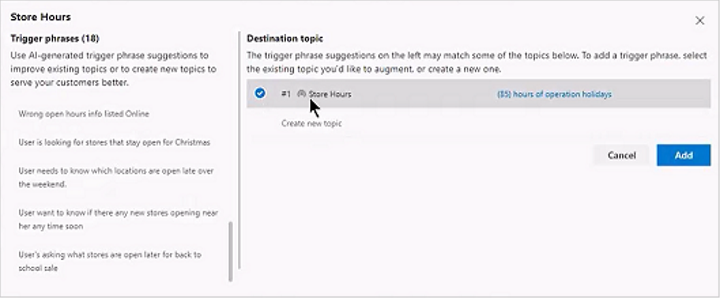 Store Hours
Trigger phrases (18)
Use AI-generated trigger phrase suggestions to
improve existing topics or to create new topics to
serve your customers better.
Wrong open hours info listed Online
User is looking for stores that stay open for Christmas
User needs to know which locations are open late over
the weekend.
User want to know if there any new stores opening near
her any time soon
User's asking what stores are open later for back to
school sale
Destination topic
The trigger phrase suggestions on the left may match some of the topics below. To add a trigger phrase, select
the existing topic you'd like to augment, or create a new one.
#1 Store Hours (85) hours of operation holidays
Create new topic
Cancel Add